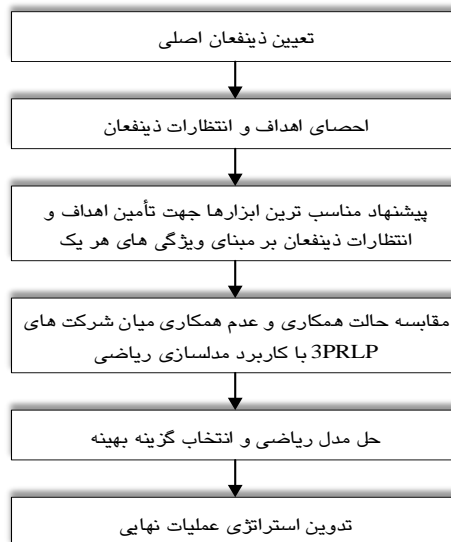 تعیین ذینفعان اصلی
احصای اهداف و انتظارات ذینفعان
پیشنهاد مناسب ترین ابزارها جهت تأمین اهداف و
انتظارات ذینفعان بر مبنای ویژگی های هر یک
مقابسه حالت همکاری و عدم همکاری میان شرکت های
3PRLP با کاربرد مدلسازی ریاضی
حل مدل ریاضی و انتخاب گزینه بهینه
تدوین استراتژی عملیات نهایی